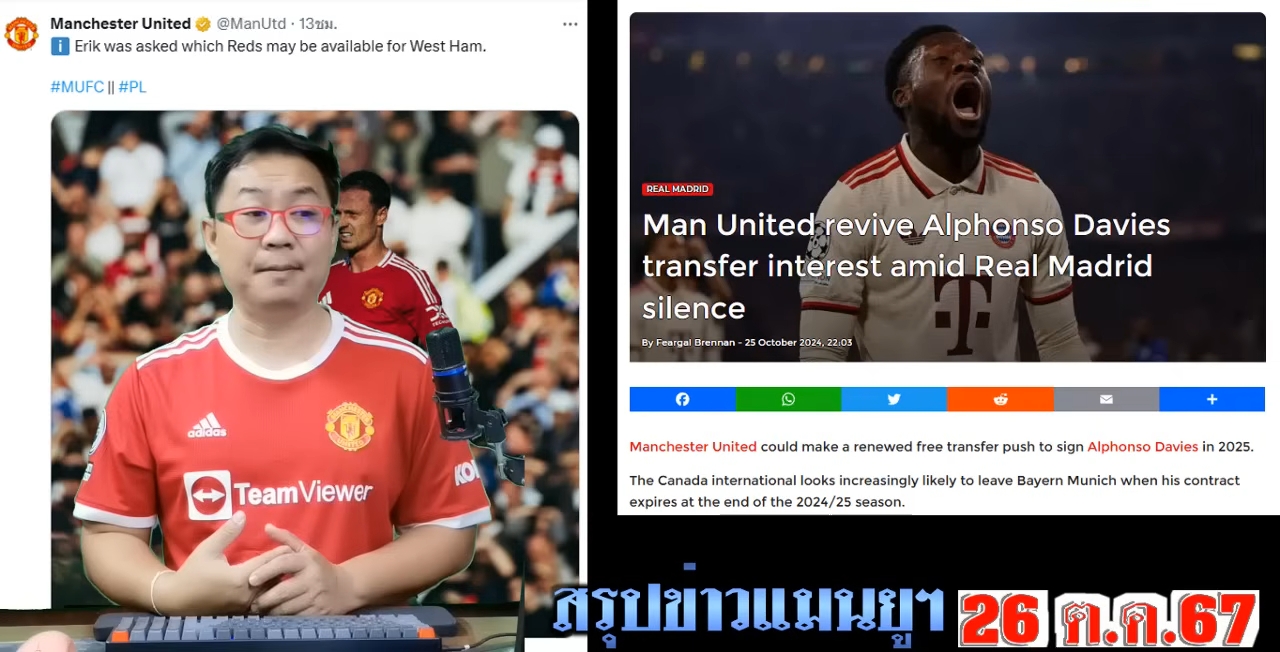 Manchester United @ManUtd · 13ชม.
Erik was asked which Reds may be available for West Ham.
#MUFC || #PL
adidas
TeamViewer
REAL MADRID
Man United revive Alphonso Davies
transfer interest amid Real Madrid
silence
By Feargal Brennan - 25 October 2024, 22:03
Manchester United could make a renewed free transfer push to sign Alphonso Davies in 2025.
The Canada international looks increasingly likely to leave Bayern Munich when his contract
expires at the end of the 2024/25 season.
สรุปข่าวแมนยูฯ 26 ต.ค.67